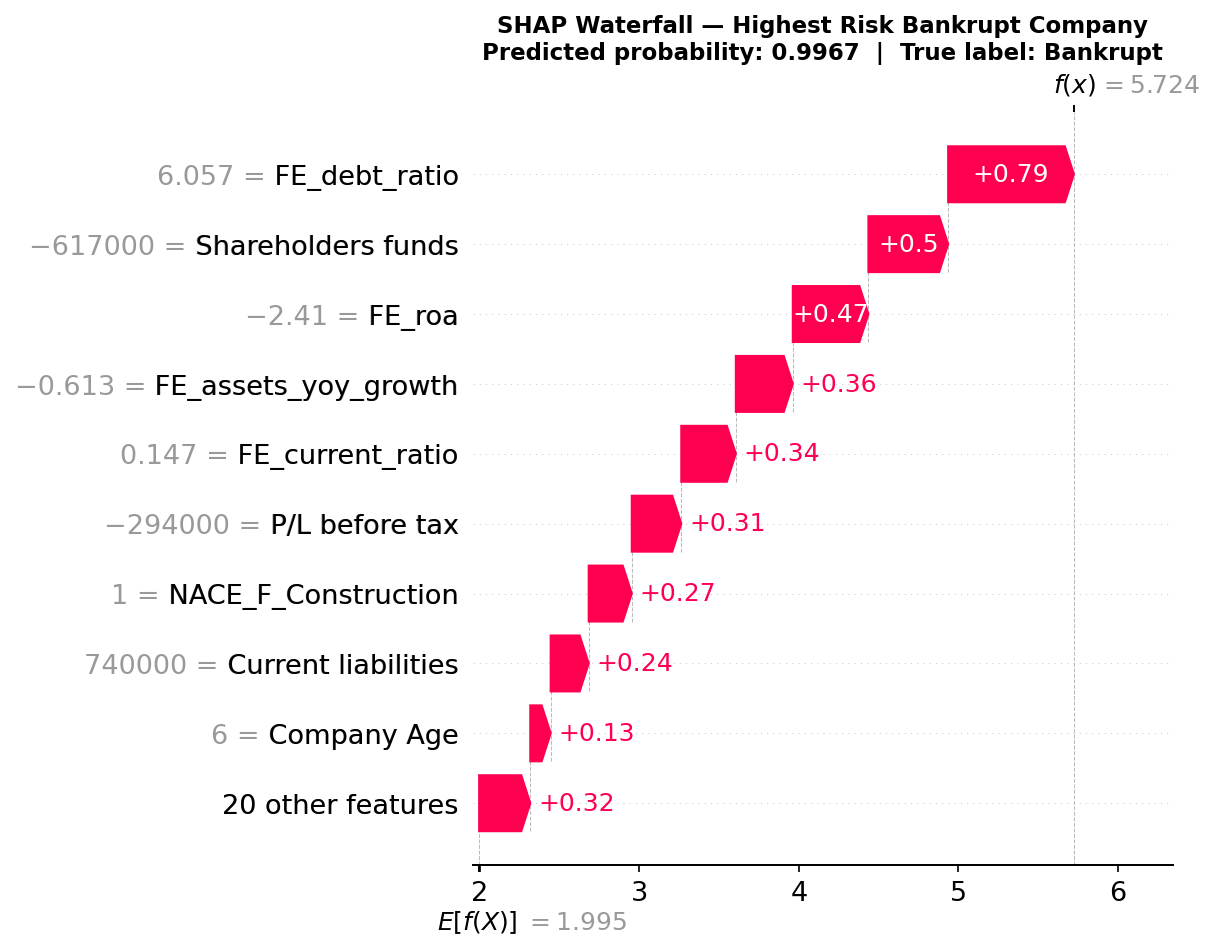 SHAP Waterfall — Highest Risk Bankrupt Company
Predicted probability: 0.9967 | True label: Bankrupt
f(x) = 5.724
6.057 = FE_debt_ratio
+0.79
−617000 = Shareholders funds
+0.5
−2.41 = FE_roa
+0.47
−0.613 = FE_assets_yoy_growth
+0.36
0.147 = FE_current_ratio
+0.34
−294000 = P/L before tax
+0.31
1 = NACE_F_Construction
+0.27
740000 = Current liabilities
+0.24
6 = Company Age
+0.13
20 other features
+0.32
2 3 4 5 6
E[f(X)] = 1.995